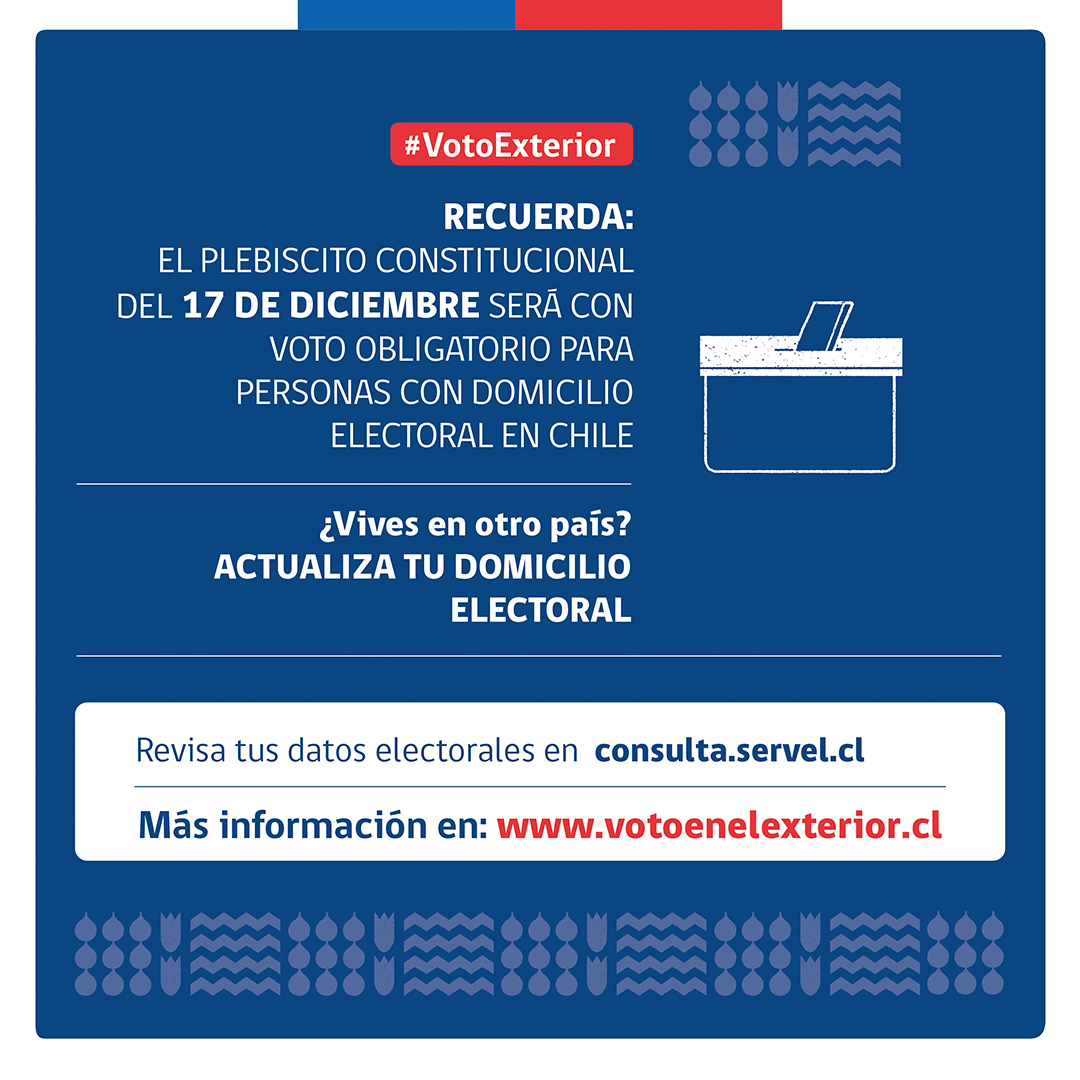 #VotoExterior
RECUERDA:
EL PLEBISCITO CONSTITUCIONAL
DEL 17 DE DICIEMBRE SERÁ CON
VOTO OBLIGATORIO PARA
PERSONAS CON DOMICILIO
ELECTORAL EN CHILE
¿Vives en otro país?
ACTUALIZA TU DOMICILIO
ELECTORAL
Revisa tus datos electorales en consulta.servel.cl
Más información en: www.votoenelexterior.cl